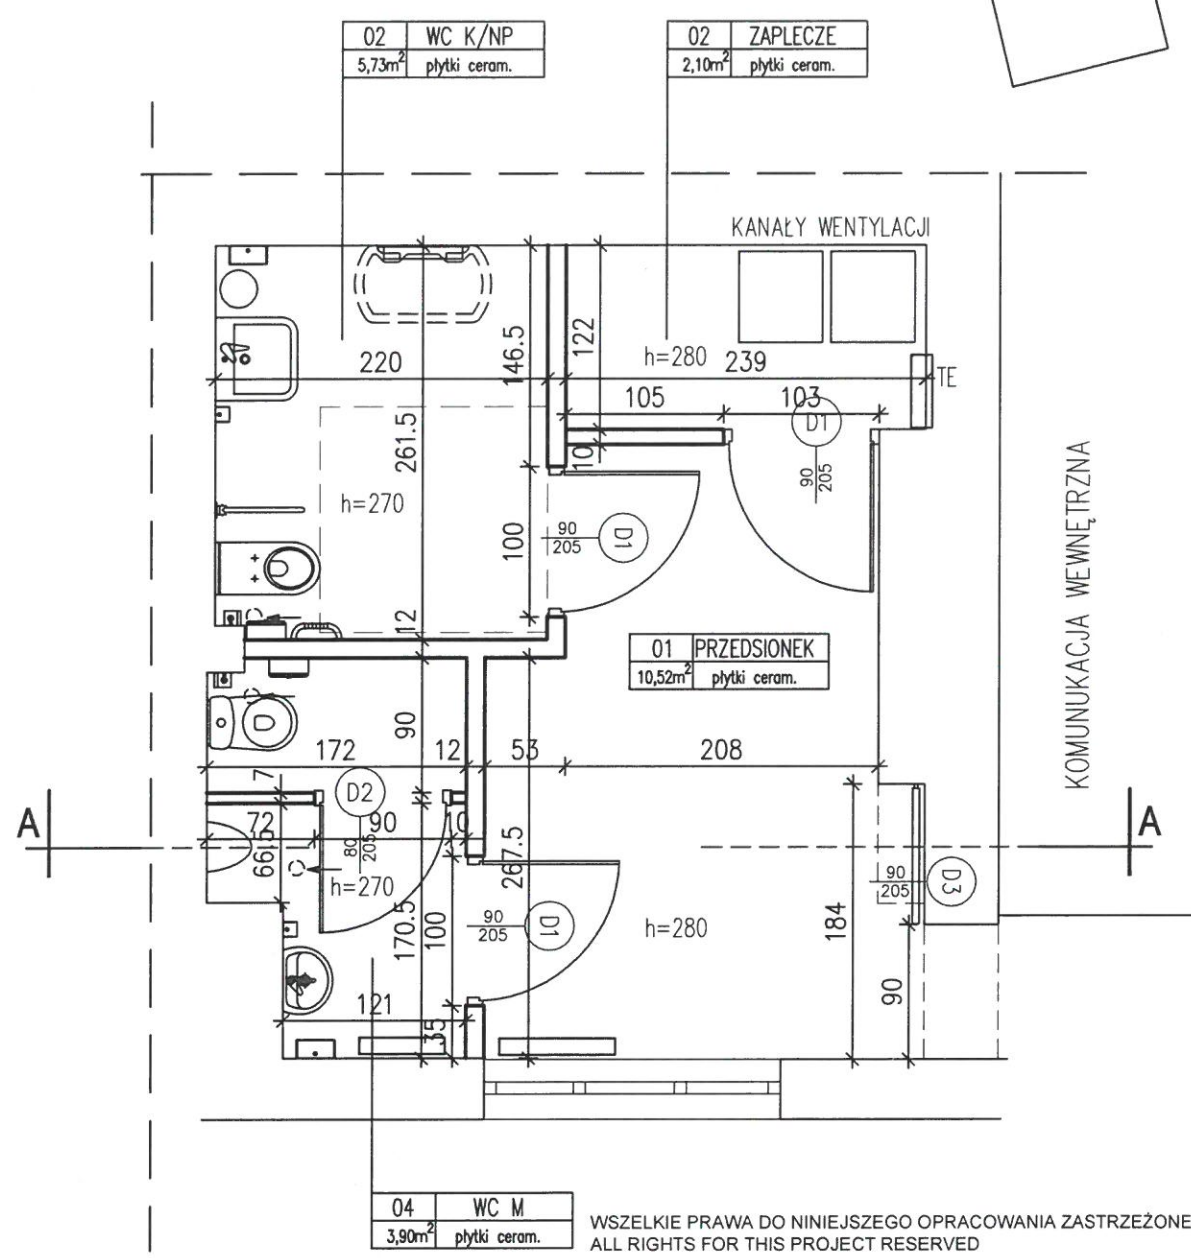 02 WC K/NP
5,73m² płytki ceram.
02 ZAPLECZE
2,10m² płytki ceram.
KANAŁY WENTYLACJI
220
146.5
122
h=280
239
TE
105
103
D1
90
205
10
261.5
h=270
100
90
205
D1
12
01 PRZEDSIONEK
10,52m² płytki ceram.
KOMUNUKACJA WEWNĘTRZNA
90
172
12
53
208
7
D2
A
72
90
10
A
66.5
80
205
h=270
267.5
90
205
D3
170.5
100
90
205
D1
h=280
184
90
121
35
04 WC M
3,90m² płytki ceram.
WSZELKIE PRAWA DO NINIEJSZEGO OPRACOWANIA ZASTRZEŻONE
ALL RIGHTS FOR THIS PROJECT RESERVED